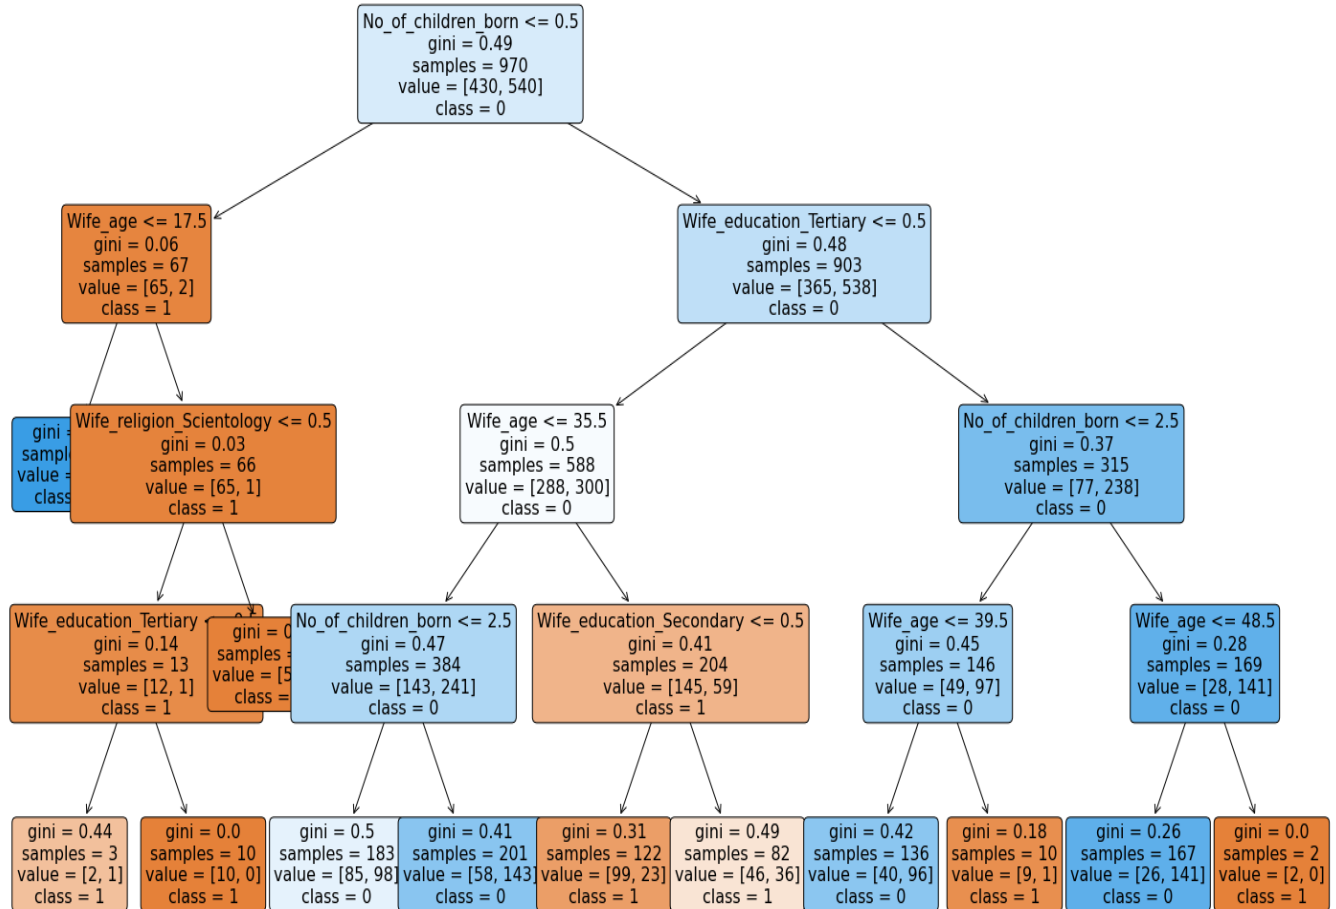 No_of_children_born <= 0.5
gini = 0.49
samples = 970
value = [430, 540]
class = 0
Wife_age <= 17.5
gini = 0.06
samples = 67
value = [65, 2]
class = 1
Wife_education_Tertiary <= 0.5
gini = 0.48
samples = 903
value = [365, 538]
class = 0
gini
value =
class
Wife_religion_Scientology <= 0.5
gini = 0.03
samples = 66
value = [65, 1]
class = 1
Wife_age <= 35.5
gini = 0.5
samples = 588
value = [288, 300]
class = 0
No_of_children_born <= 2.5
gini = 0.37
samples = 315
value = [77, 238]
class = 0
Wife_education_Tertiary
gini = 0.14
samples = 13
value = [12, 1]
class = 1
gini =
samples
value =
class =
No_of_children_born <= 2.5
gini = 0.47
samples = 384
value = [143, 241]
class = 0
Wife_education_Secondary <= 0.5
gini = 0.41
samples = 204
value = [145, 59]
class = 1
Wife_age <= 39.5
gini = 0.45
samples = 146
value = [49, 97]
class = 0
Wife_age <= 48.5
gini = 0.28
samples = 169
value = [28, 141]
class = 0
gini = 0.44
samples = 3
value = [2, 1]
class = 1
gini = 0.0
samples = 10
value = [10, 0]
class = 1
gini = 0.5
samples = 183
value = [85, 98]
class = 0
gini = 0.41
samples = 201
value = [58, 143]
class = 0
gini = 0.31
samples = 122
value = [99, 23]
class = 1
gini = 0.49
samples = 82
value = [46, 36]
class = 1
gini = 0.42
samples = 136
value = [40, 96]
class = 0
gini = 0.18
samples = 10
value = [9, 1]
class = 1
gini = 0.26
samples = 167
value = [26, 141]
class = 0
gini = 0.0
samples = 2
value = [2, 0]
class = 1